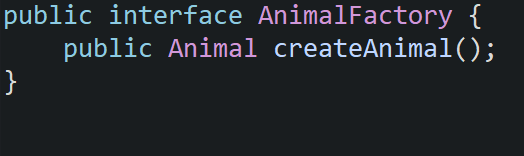 public interface AnimalFactory {
    public Animal createAnimal();
}